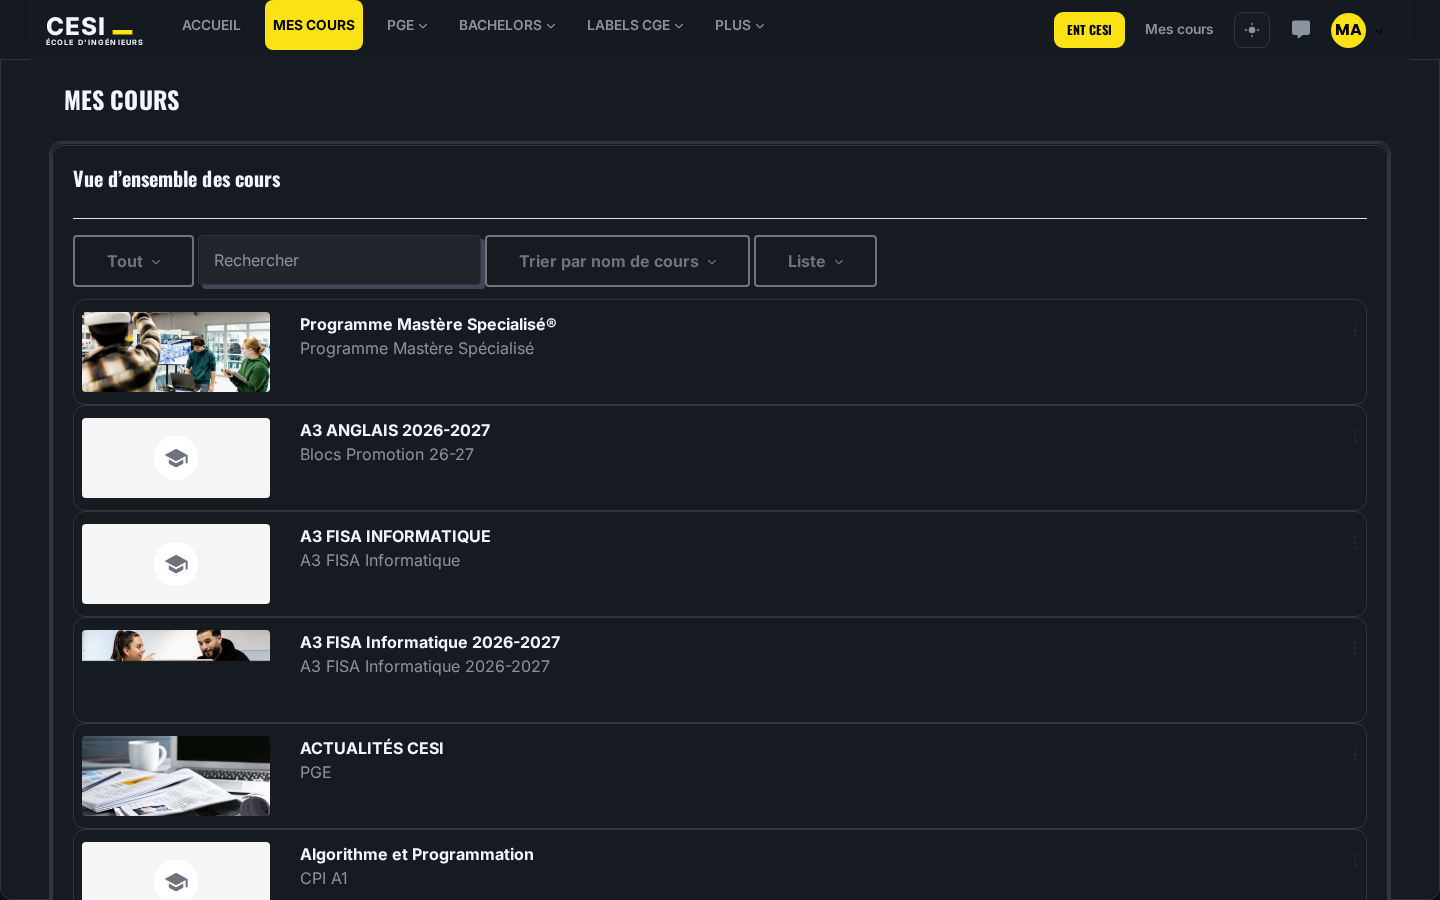 CESI
ÉCOLE D'INGÉNIEURS
ACCUEIL
MES COURS
PGE
BACHELORS
LABELS CGE
PLUS
ENT CESI
Mes cours
MA
MES COURS
Vue d’ensemble des cours
Tout
Rechercher
Trier par nom de cours
Liste
Programme Mastère Specialisé®
Programme Mastère Spécialisé
A3 ANGLAIS 2026-2027
Blocs Promotion 26-27
A3 FISA INFORMATIQUE
A3 FISA Informatique
A3 FISA Informatique 2026-2027
A3 FISA Informatique 2026-2027
ACTUALITÉS CESI
PGE
Algorithme et Programmation
CPI A1